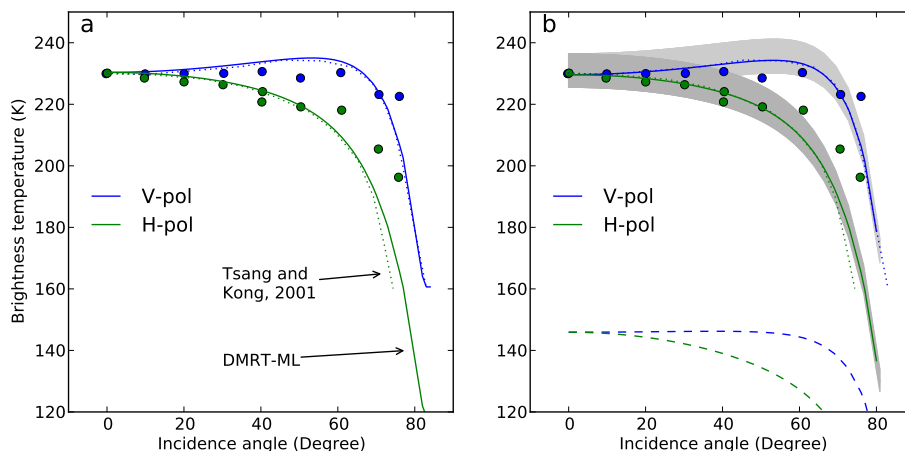 a
b
Brightness temperature (K)
240
220
200
180
160
140
120
V-pol
H-pol
Tsang and
Kong, 2001
DMRT-ML
0
20
40
60
80
Incidence angle (Degree)
240
220
200
180
160
140
120
V-pol
H-pol
0
20
40
60
80
Incidence angle (Degree)